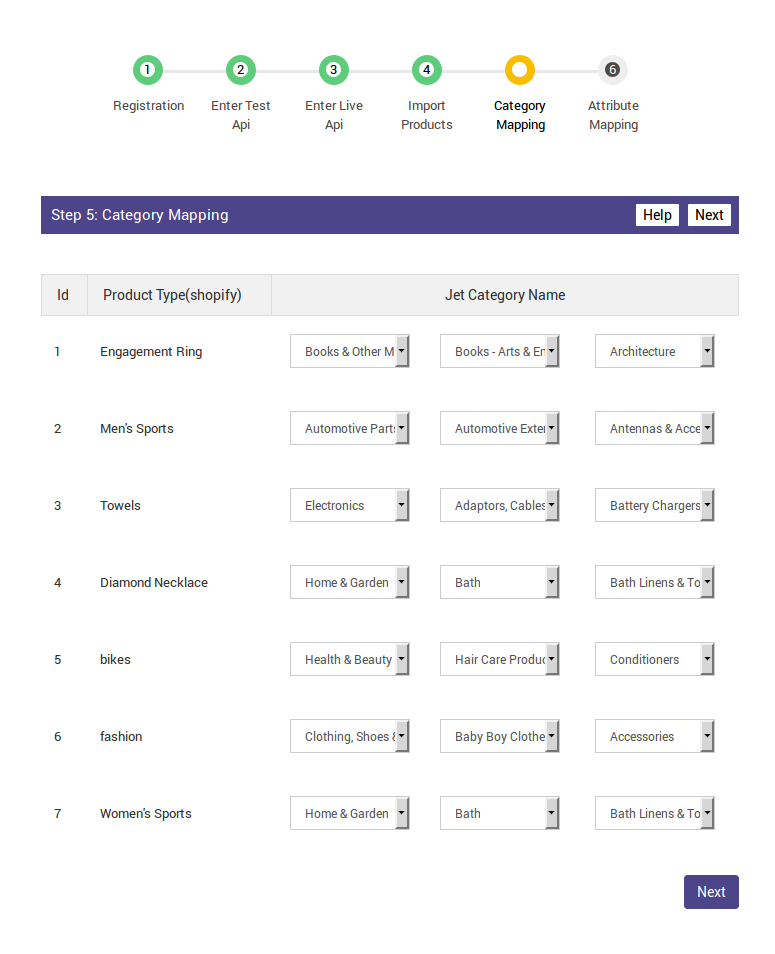 1 2 3 4 6
Registration Enter Test Api Enter Live Api Import Products Category Mapping Attribute Mapping
Step 5: Category Mapping Help Next
Id Product Type(shopify) Jet Category Name
1 Engagement Ring Books & Other M Books - Arts & En Architecture
2 Men's Sports Automotive Parts Automotive Exter Antennas & Acce
3 Towels Electronics Adaptors, Cables Battery Chargers
4 Diamond Necklace Home & Garden Bath Bath Linens & To
5 bikes Health & Beauty Hair Care Produc Conditioners
6 fashion Clothing, Shoes & Baby Boy Clothe Accessories
7 Women's Sports Home & Garden Bath Bath Linens & To
Next